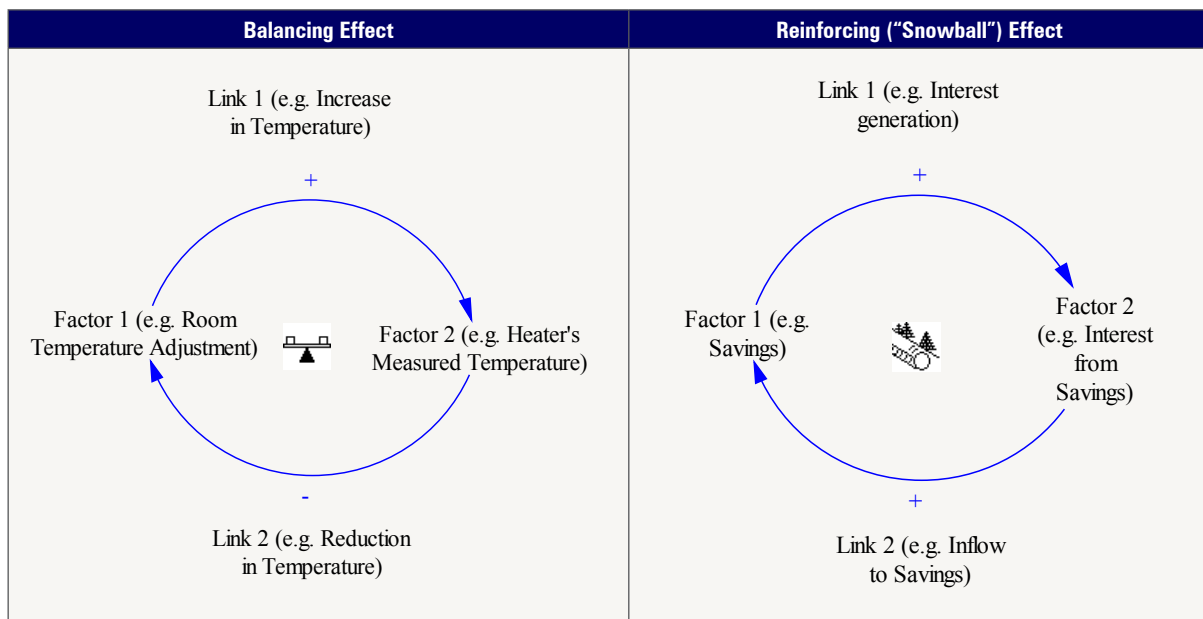 Balancing Effect
Link 1 (e.g. Increase
in Temperature)
+
Factor 1 (e.g. Room
Temperature Adjustment)
Factor 2 (e.g. Heater's
Measured Temperature)
-
Link 2 (e.g. Reduction
in Temperature)
Reinforcing (“Snowball”) Effect
Link 1 (e.g. Interest
generation)
+
Factor 1 (e.g.
Savings)
Factor 2
(e.g. Interest
from
Savings)
+
Link 2 (e.g. Inflow
to Savings)